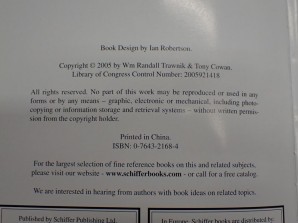 Book Design by Ian Robertson.
Copyright © 2005 by Wm Randall Trawnik & Tony Cowan.
Library of Congress Control Number: 2005921418
All rights reserved. No part of this work may be reproduced or used in any
forms or by any means – graphic, electronic or mechanical, including photo-
copying or information storage and retrieval systems – without written permis-
sion from the copyright holder.
Printed in China.
ISBN: 0-7643-2168-4
For the largest selection of fine reference books on this and related subjects,
please visit our website - www.schifferbooks.com - or call for a free catalog.
We are interested in hearing from authors with book ideas on related topics.
Published by Schiffer Publishing Ltd.
In Europe, Schiffer books are distributed by